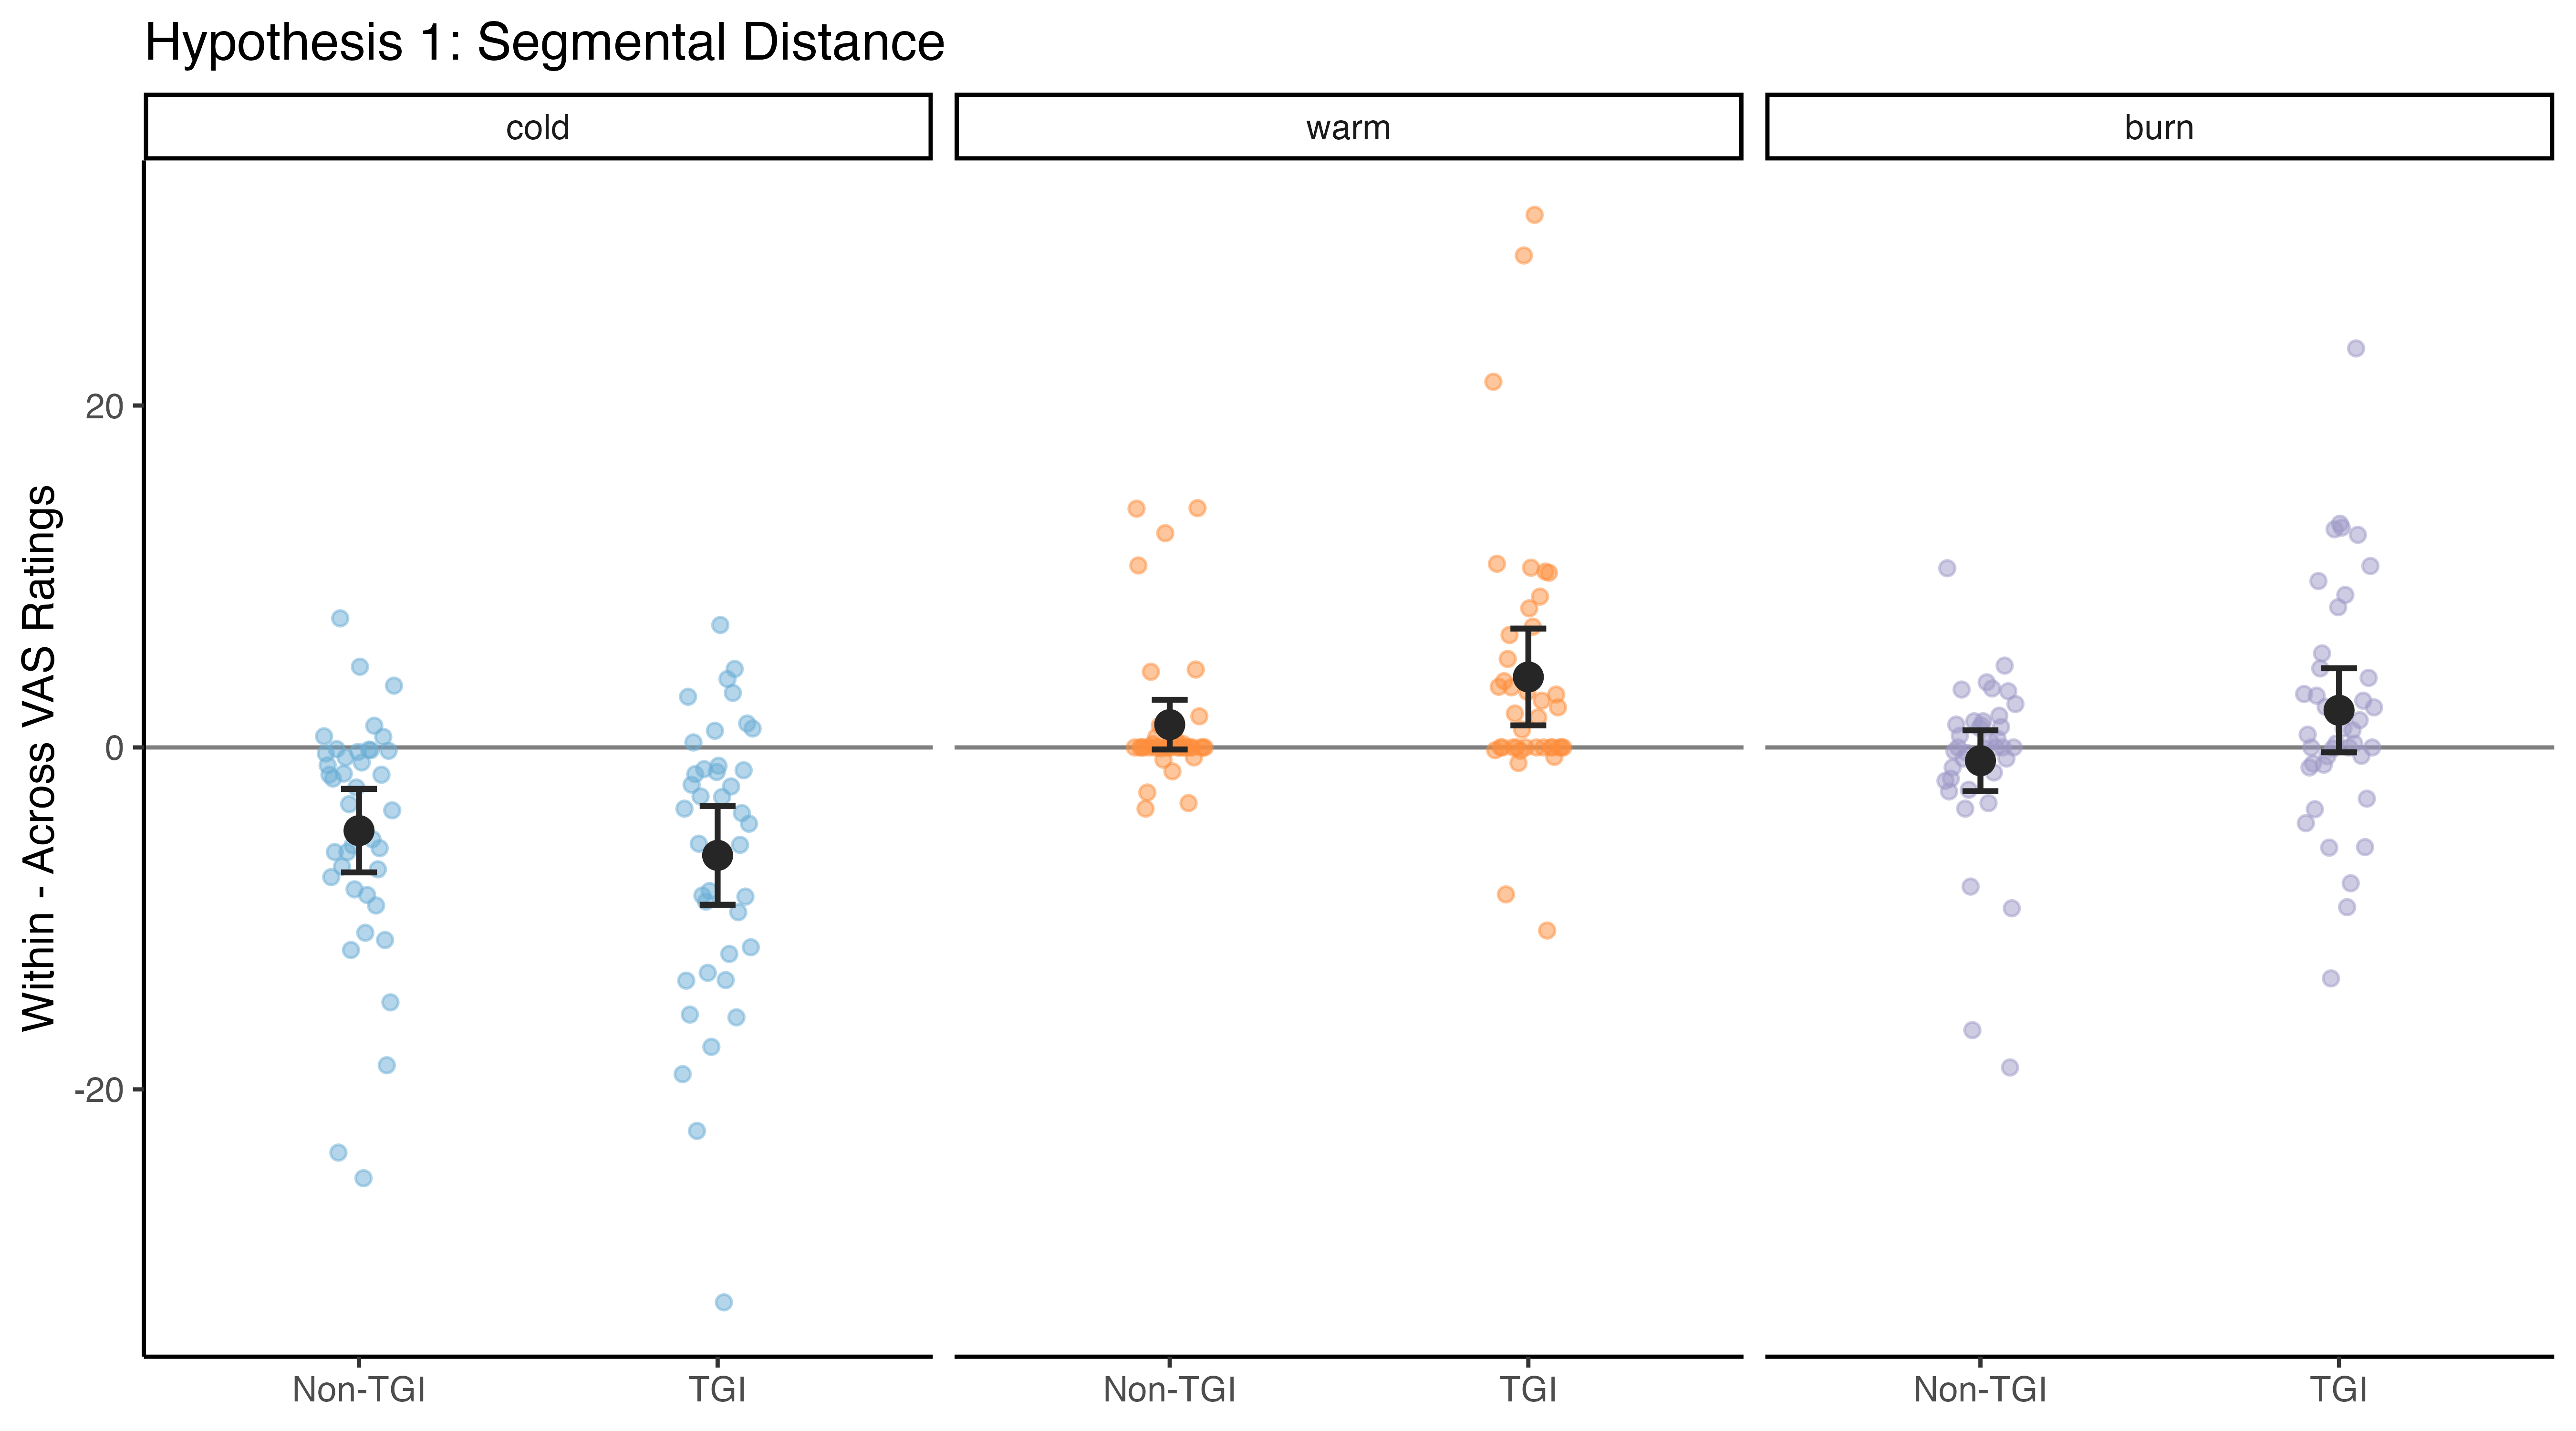 Hypothesis 1: Segmental Distance
cold
warm
burn
Within - Across VAS Ratings
20
0
-20
Non-TGI
TGI
Non-TGI
TGI
Non-TGI
TGI